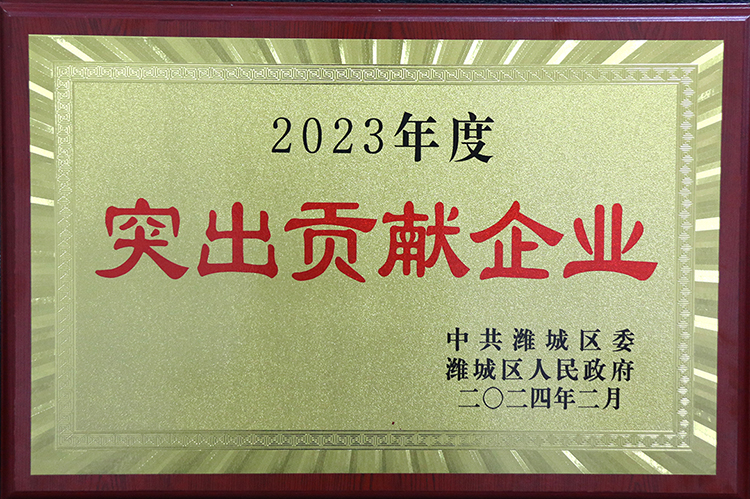 2023年度
突出贡献企业
中共潍城区委
潍城区人民政府
二〇二四年二月